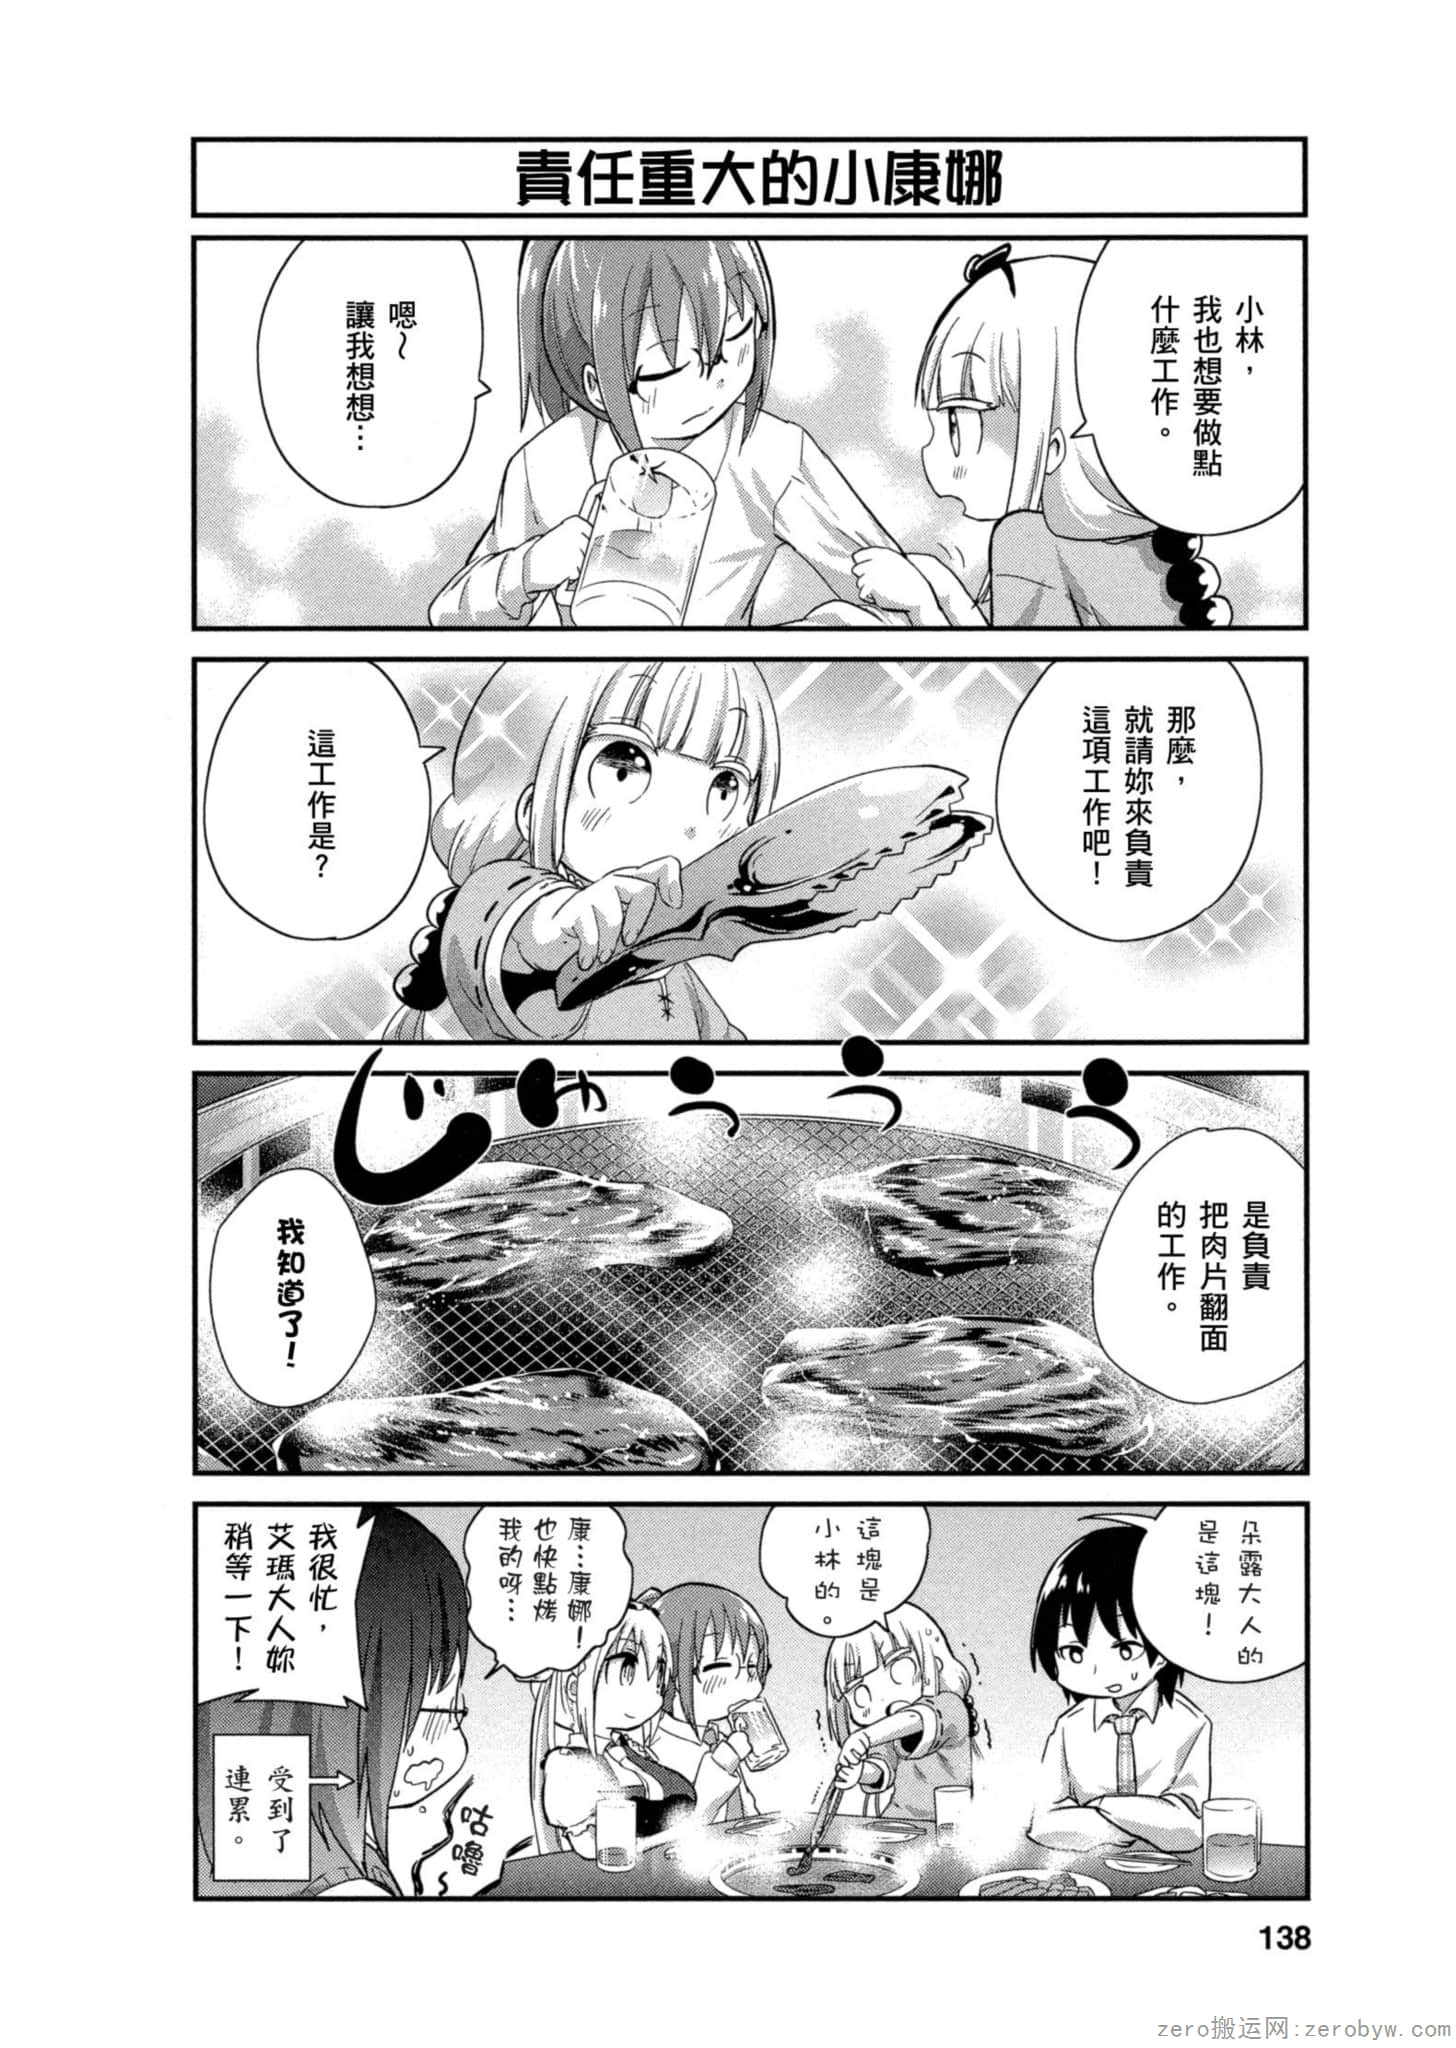 責任重大的小康娜
小林，
我也想要做點
什麼工作。
嗯～
讓我想想…
那麼，
就請妳來負責
這項工作吧！
這工作是？
じゅううう
是負責
把肉片翻面
的工作。
我知道了！
朵露大人的
是這塊！
這塊是
小林的。
康…康娜！
也快點烤
我的呀…
我很忙，
艾瑪大人妳
稍等一下！
受到了
連累。
咕嚕～
138
zero搬运网:zerobyw.com